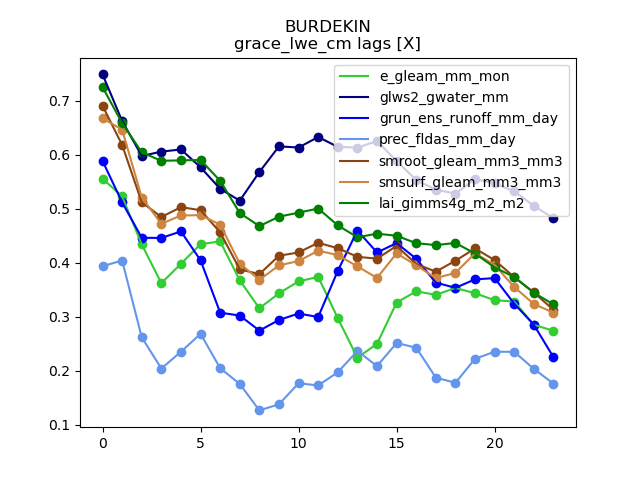 BURDEKIN
grace_lwe_cm lags [X]
e_gleam_mm_mon
glws2_gwater_mm
grun_ens_runoff_mm_day
prec_fldas_mm_day
smroot_gleam_mm3_mm3
smsurf_gleam_mm3_mm3
lai_gimms4g_m2_m2
0.7
0.6
0.5
0.4
0.3
0.2
0.1
0
5
10
15
20